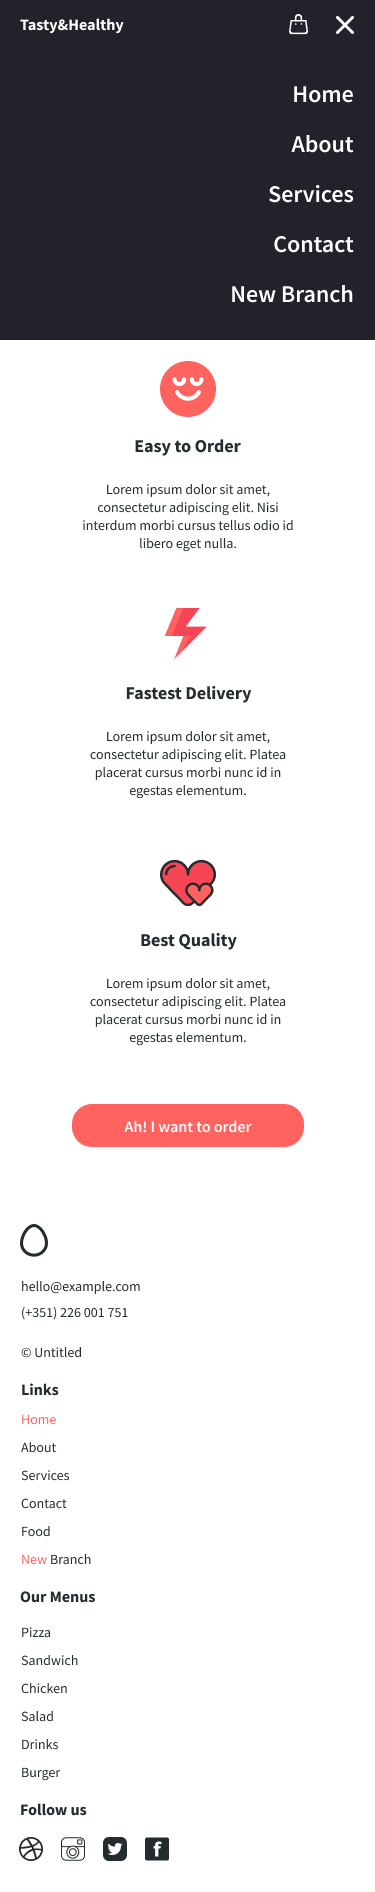 Tasty&Healthy
Home
About
Services
Contact
New Branch
Easy to Order
Lorem ipsum dolor sit amet,
consectetur adipiscing elit. Nisi
interdum morbi cursus tellus odio id
libero eget nulla.
Fastest Delivery
Lorem ipsum dolor sit amet,
consectetur adipiscing elit. Platea
placerat cursus morbi nunc id in
egestas elementum.
Best Quality
Lorem ipsum dolor sit amet,
consectetur adipiscing elit. Platea
placerat cursus morbi nunc id in
egestas elementum.
Ah! I want to order
hello@example.com
(+351) 226 001 751
© Untitled
Links
Home
About
Services
Contact
Food
New Branch
Our Menus
Pizza
Sandwich
Chicken
Salad
Drinks
Burger
Follow us